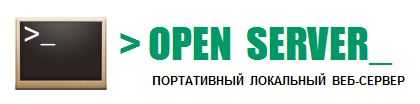 >_
> OPEN SERVER_
ПОРТАТИВНЫЙ ЛОКАЛЬНЫЙ ВЕБ-СЕРВЕР